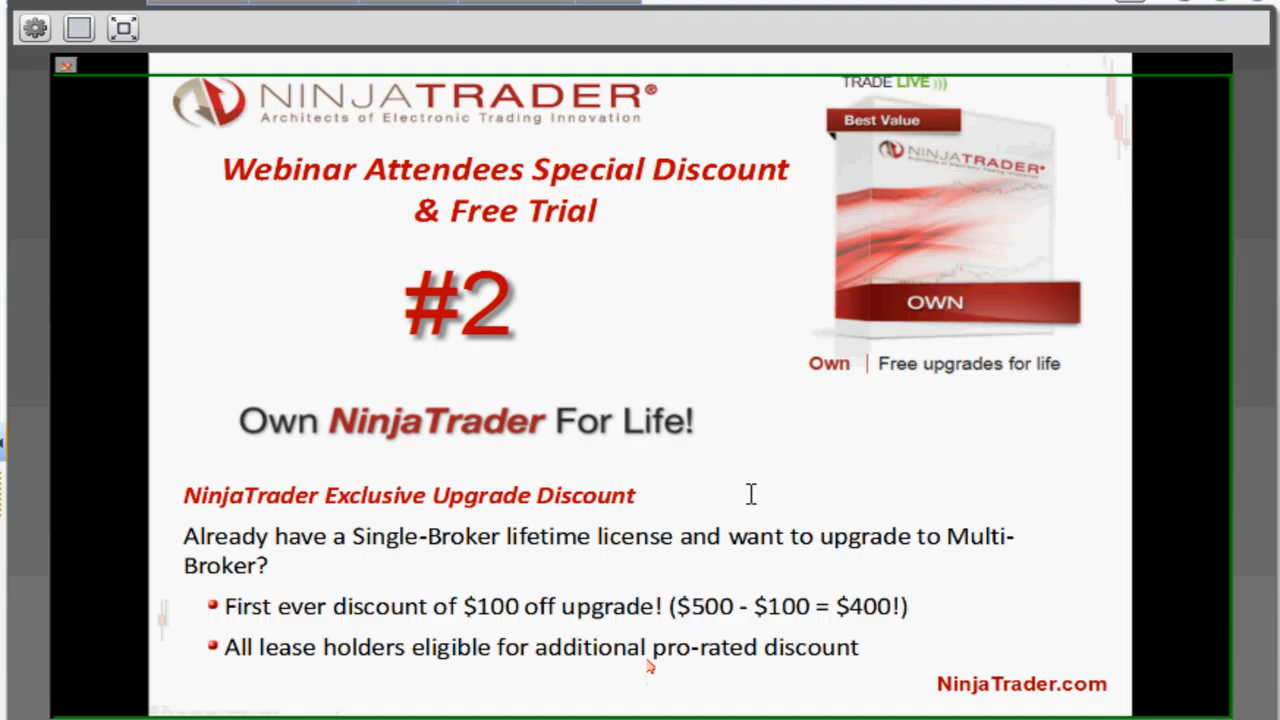 NINJATRADER®
Architects of Electronic Trading Innovation
TRADE LIVE )))
Best Value
NINJATRADER®
Webinar Attendees Special Discount
& Free Trial
#2
OWN
Own | Free upgrades for life
Own NinjaTrader For Life!
NinjaTrader Exclusive Upgrade Discount
Already have a Single-Broker lifetime license and want to upgrade to Multi-
Broker?
First ever discount of $100 off upgrade! ($500 - $100 = $400!)
All lease holders eligible for additional pro-rated discount
NinjaTrader.com